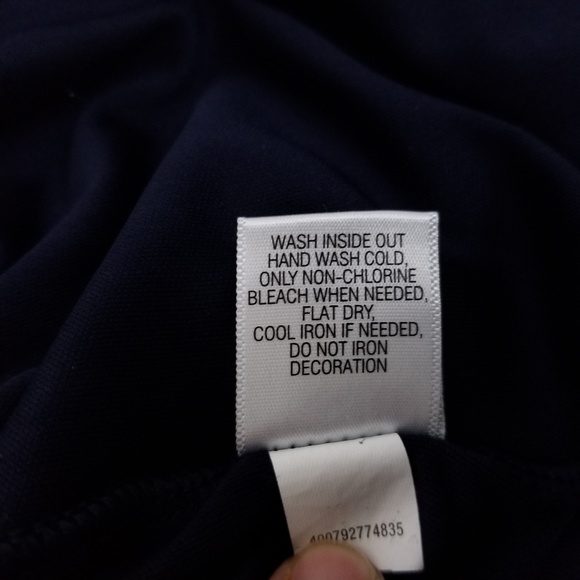 WASH INSIDE OUT
HAND WASH COLD,
ONLY NON-CHLORINE
BLEACH WHEN NEEDED,
FLAT DRY,
COOL IRON IF NEEDED,
DO NOT IRON
DECORATION
400792774835